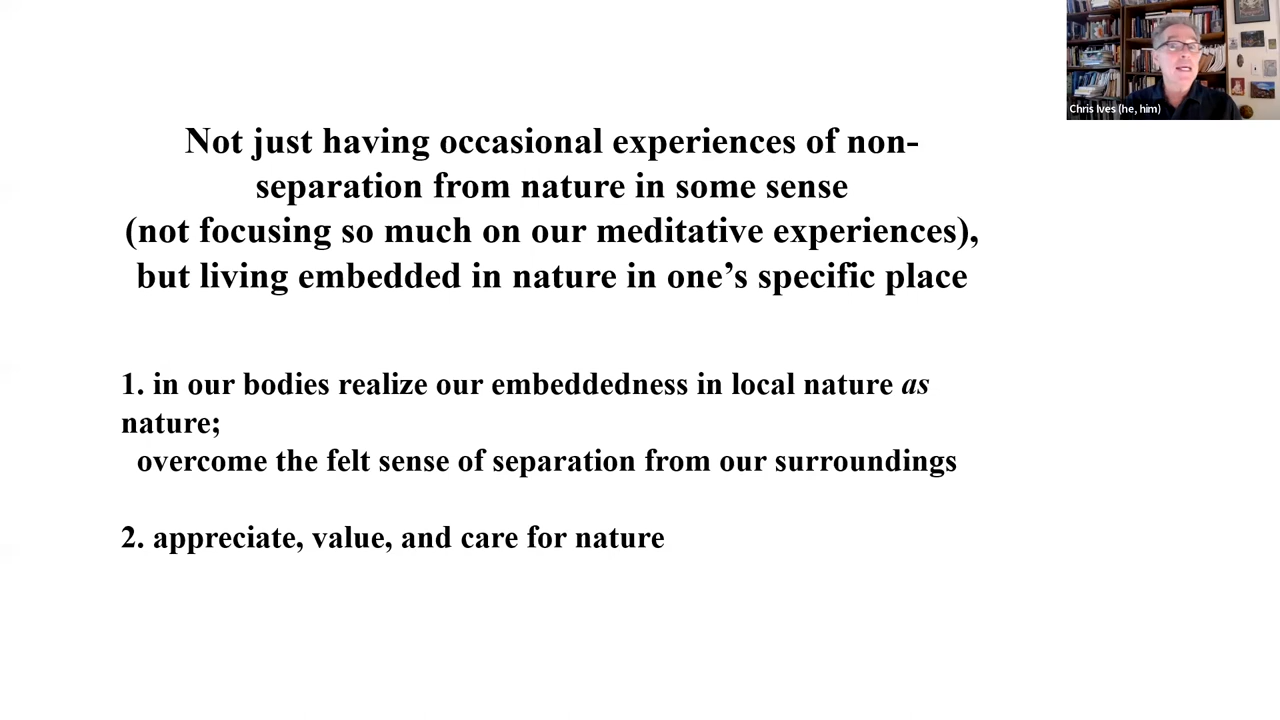 Not just having occasional experiences of non-
separation from nature in some sense
(not focusing so much on our meditative experiences),
but living embedded in nature in one’s specific place
1. in our bodies realize our embeddedness in local nature as
nature;
overcome the felt sense of separation from our surroundings
2. appreciate, value, and care for nature
Chris Ives (he, him)